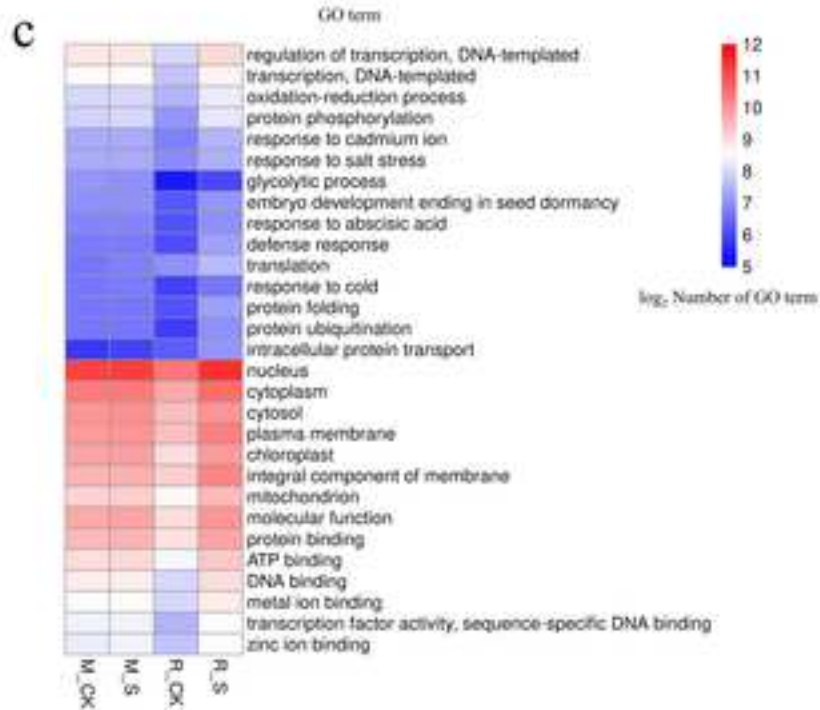 c
GO term
regulation of transcription, DNA-templated
transcription, DNA-templated
oxidation-reduction process
protein phosphorylation
response to cadmium ion
response to salt stress
glycolytic process
embryo development ending in seed dormancy
response to abscisic acid
defense response
translation
response to cold
protein folding
protein ubiquitination
intracellular protein transport
nucleus
cytoplasm
cytosol
plasma membrane
chloroplast
integral component of membrane
mitochondrion
molecular function
protein binding
ATP binding
DNA binding
metal ion binding
transcription factor activity, sequence-specific DNA binding
zinc ion binding
M_CK
M_S
R_CK
R_S
12
11
10
9
8
7
6
5
log₂ Number of GO term